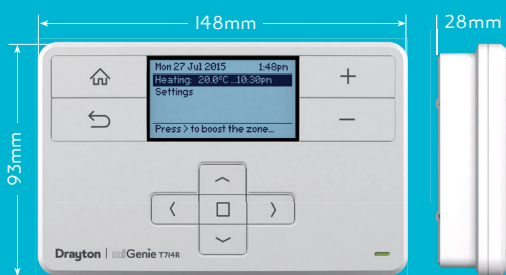 148mm
28mm
93mm
Mon 27 Jul 2015 1:48pm
Heating: 20.0°C ...10:30pm
Settings
Press > to boost the zone...
Drayton | miGenie T714R